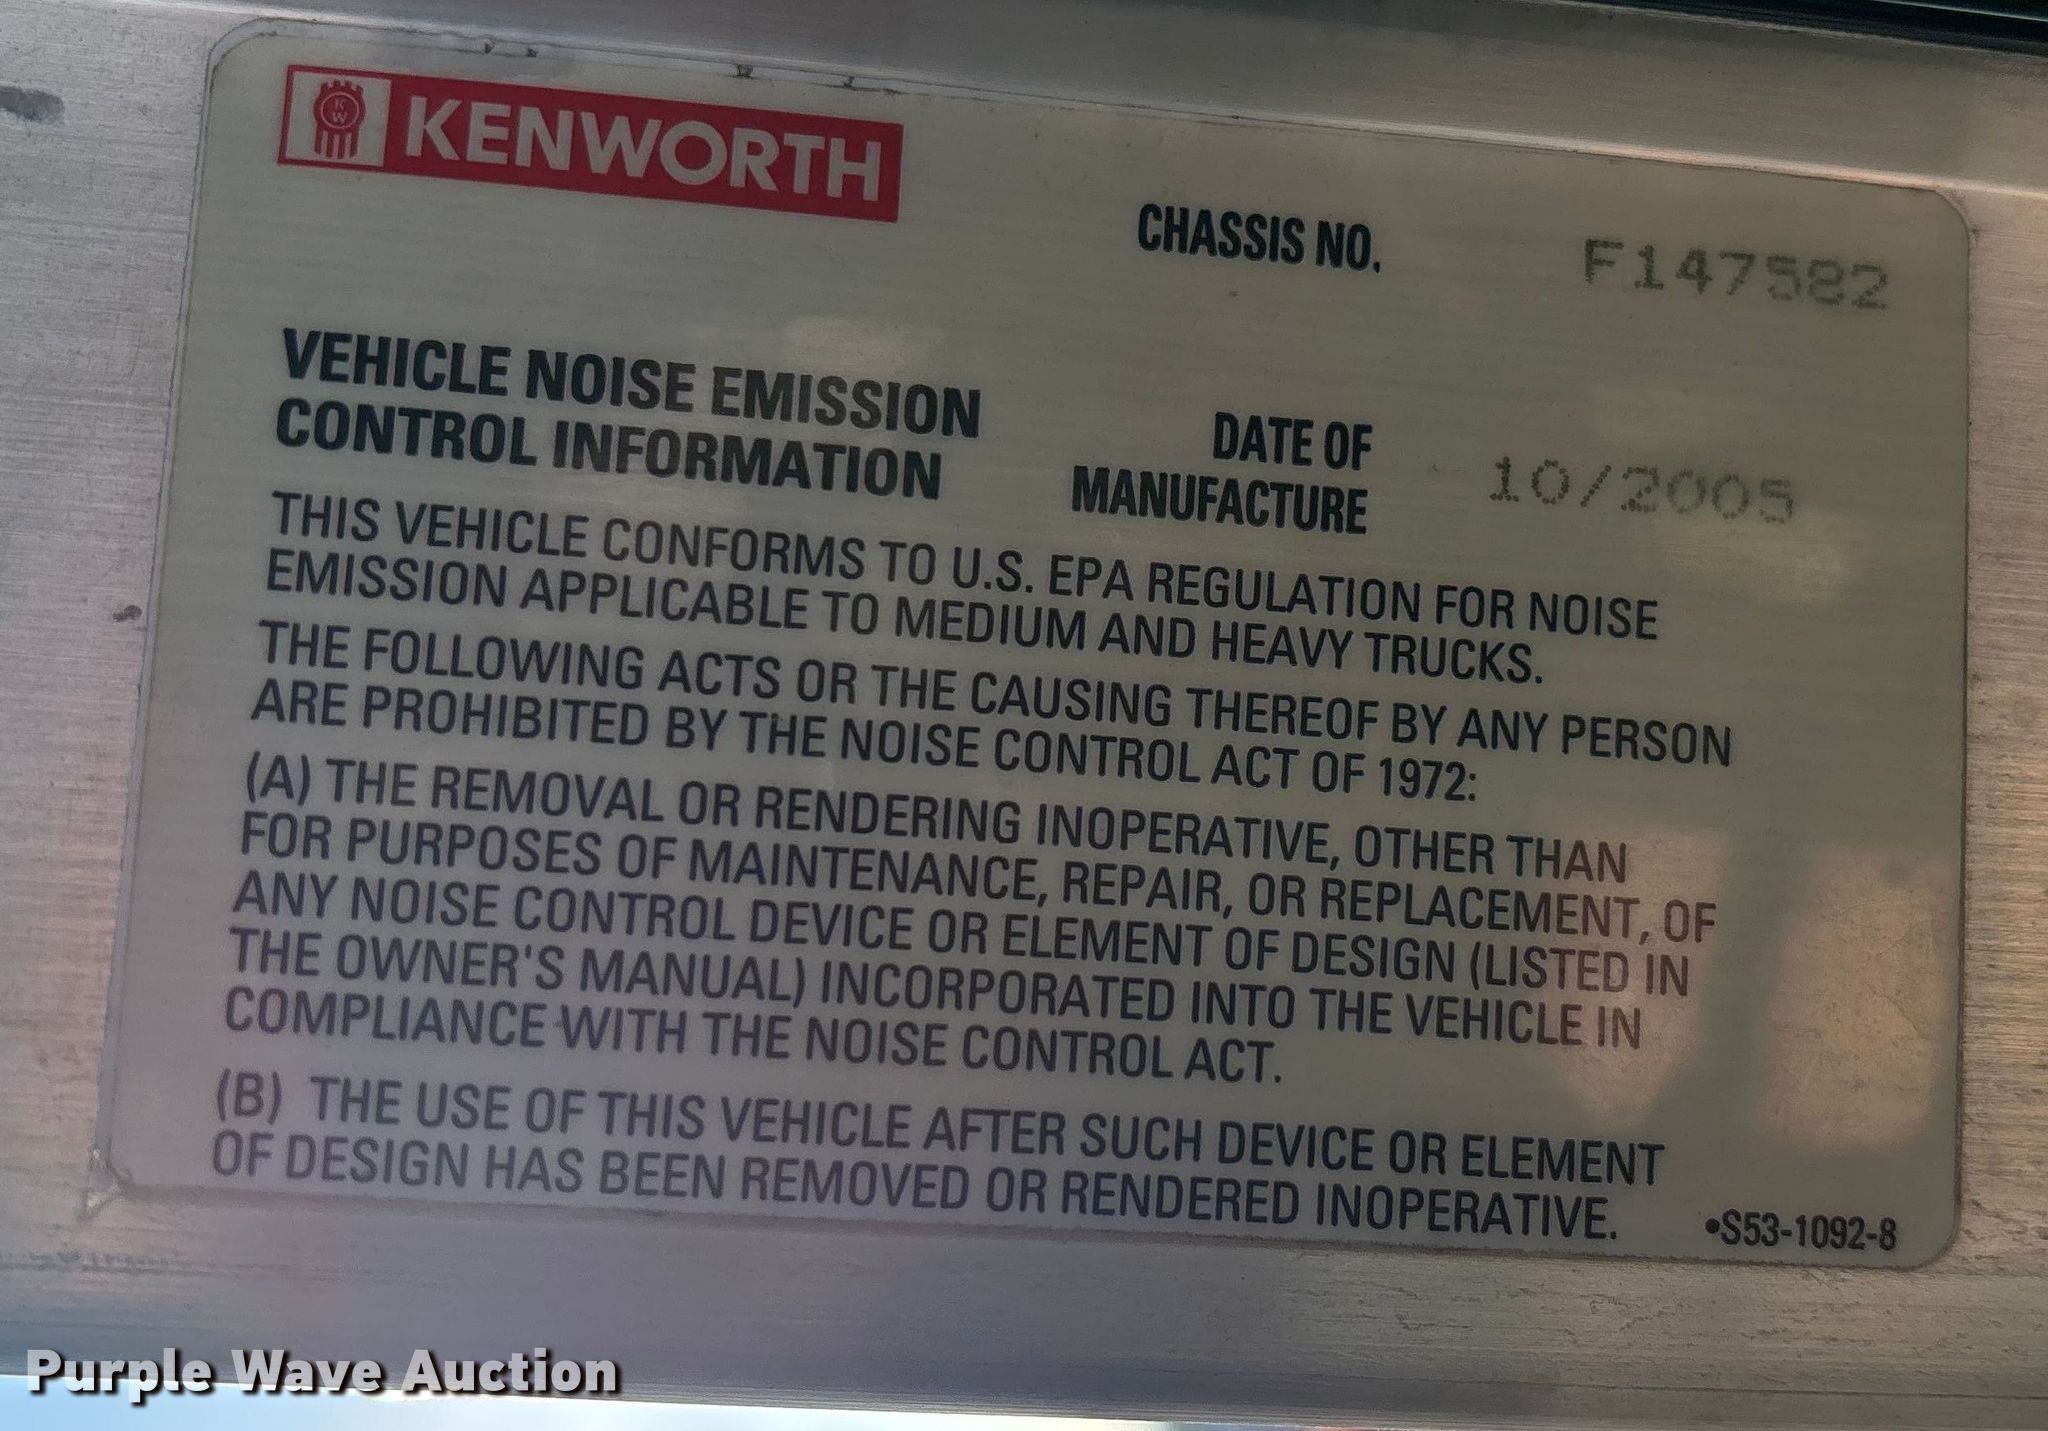 KW KENWORTH
CHASSIS NO. F147582
VEHICLE NOISE EMISSION
CONTROL INFORMATION
DATE OF
MANUFACTURE 10/2005
THIS VEHICLE CONFORMS TO U.S. EPA REGULATION FOR NOISE
EMISSION APPLICABLE TO MEDIUM AND HEAVY TRUCKS.
THE FOLLOWING ACTS OR THE CAUSING THEREOF BY ANY PERSON
ARE PROHIBITED BY THE NOISE CONTROL ACT OF 1972:
(A) THE REMOVAL OR RENDERING INOPERATIVE, OTHER THAN
FOR PURPOSES OF MAINTENANCE, REPAIR, OR REPLACEMENT, OF
ANY NOISE CONTROL DEVICE OR ELEMENT OF DESIGN (LISTED IN
THE OWNER'S MANUAL) INCORPORATED INTO THE VEHICLE IN
COMPLIANCE WITH THE NOISE CONTROL ACT.
(B) THE USE OF THIS VEHICLE AFTER SUCH DEVICE OR ELEMENT
OF DESIGN HAS BEEN REMOVED OR RENDERED INOPERATIVE.
•S53-1092-8
Purple Wave Auction